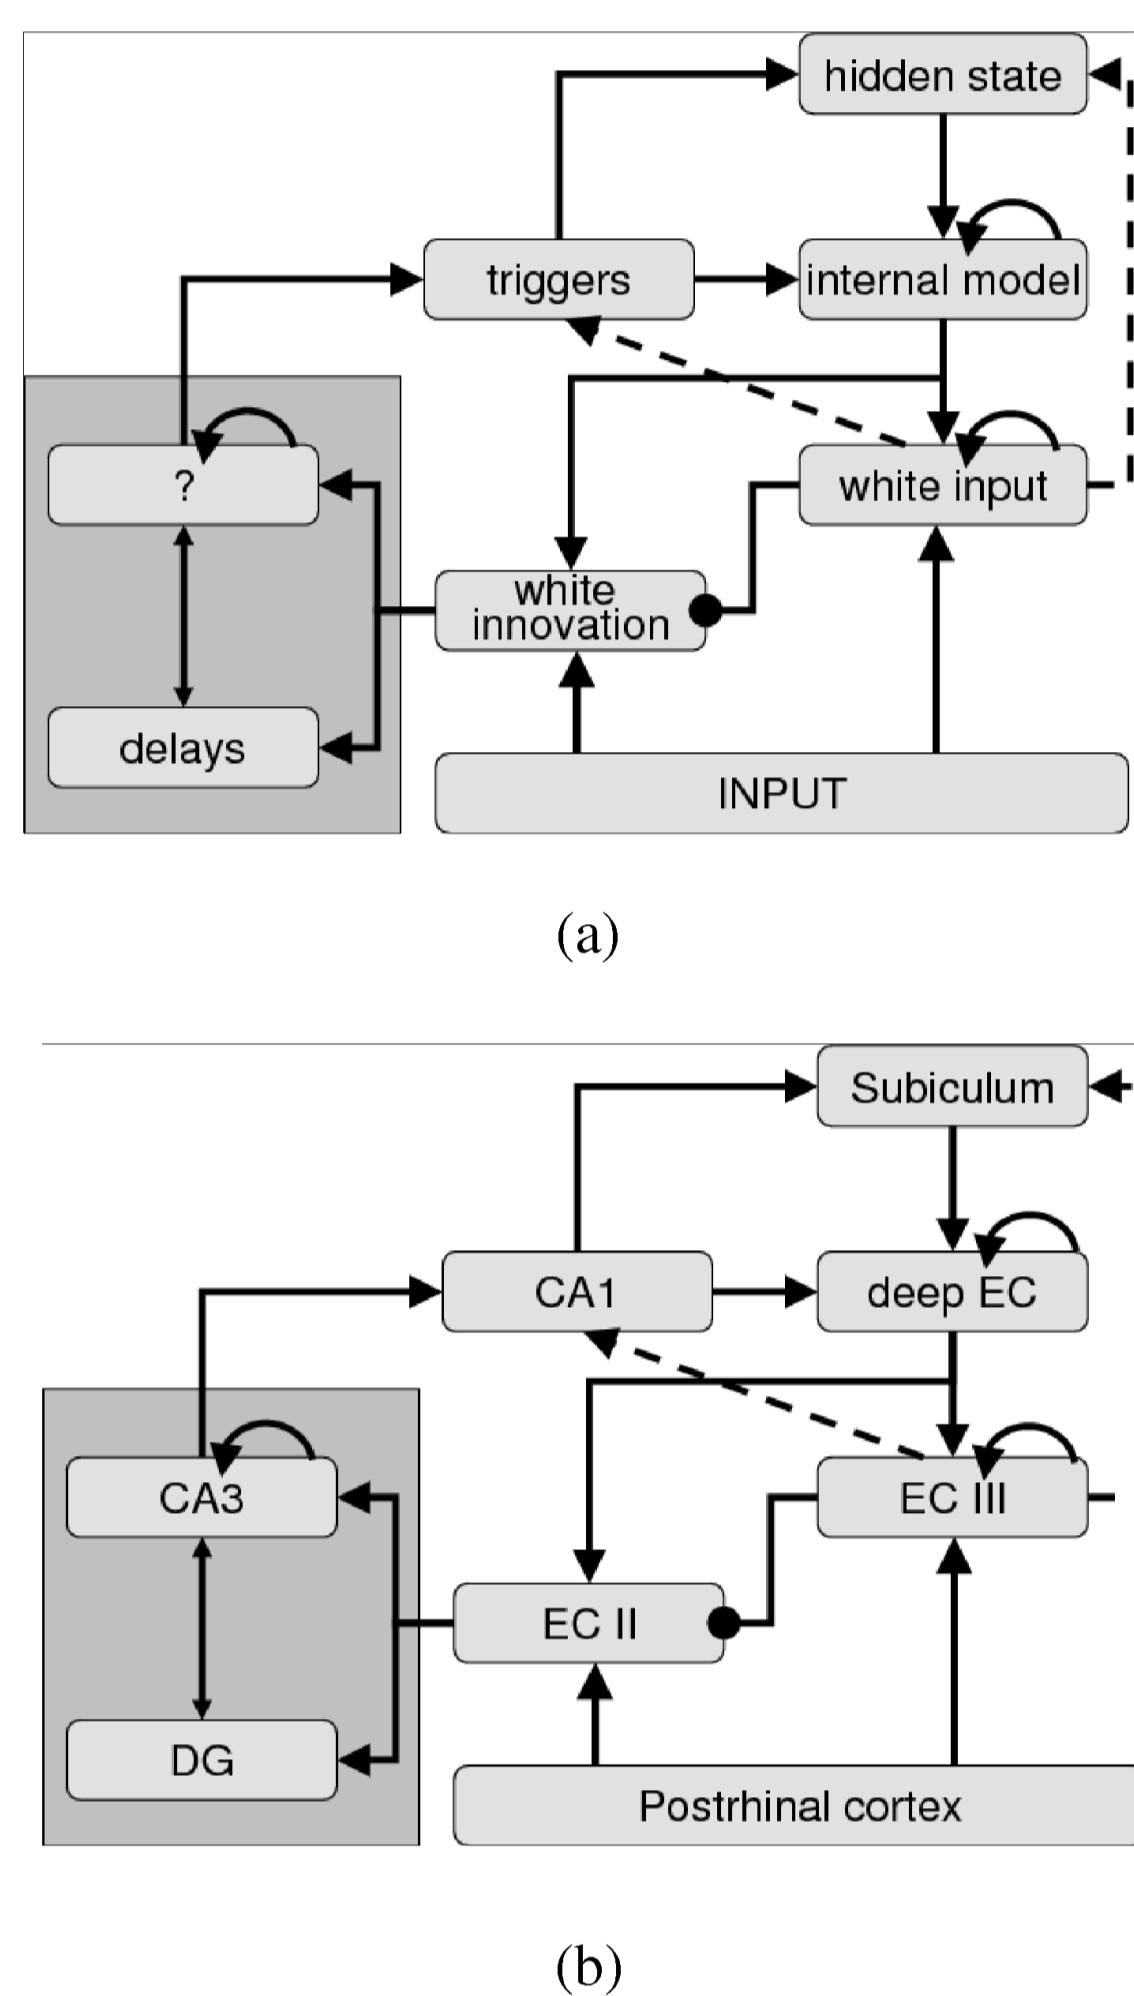 hidden state
triggers
internal model
?
white input
white
innovation
delays
INPUT
(a)
Subiculum
CA1
deep EC
CA3
EC III
EC II
DG
Postrhinal cortex
(b)